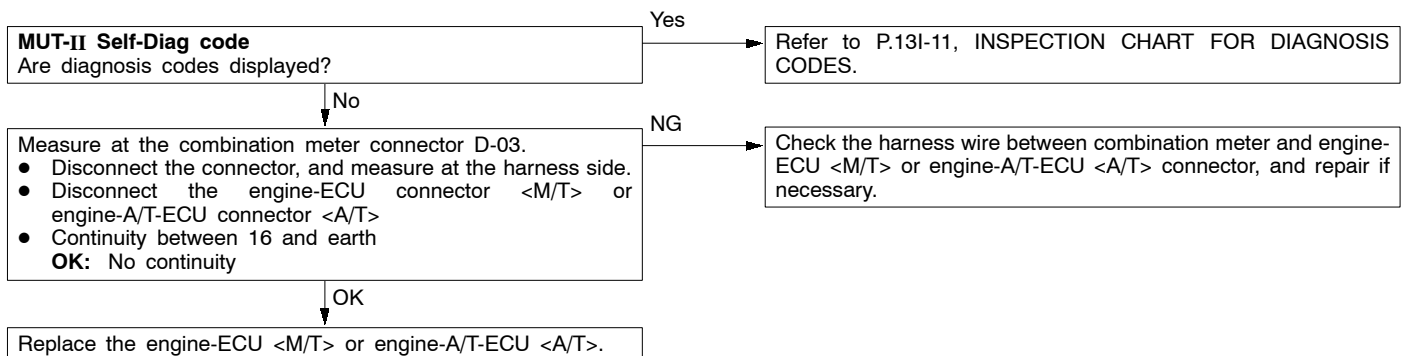 Yes
MUT-II Self-Diag code
Are diagnosis codes displayed?
Refer to P.13I-11, INSPECTION CHART FOR DIAGNOSIS
CODES.
No
NG
Measure at the combination meter connector D-03.
● Disconnect the connector, and measure at the harness side.
● Disconnect the engine-ECU connector <M/T> or
engine-A/T-ECU connector <A/T>
● Continuity between 16 and earth
OK: No continuity
Check the harness wire between combination meter and engine-
ECU <M/T> or engine-A/T-ECU <A/T> connector, and repair if
necessary.
OK
Replace the engine-ECU <M/T> or engine-A/T-ECU <A/T>.